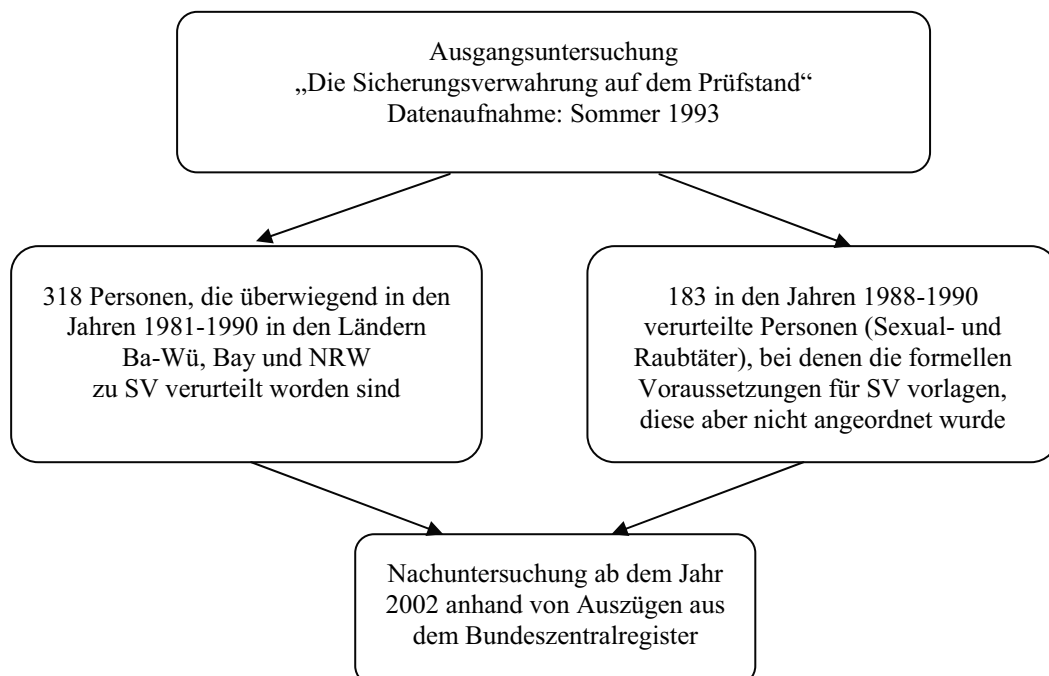 Ausgangsuntersuchung
„Die Sicherungsverwahrung auf dem Prüfstand“
Datenaufnahme: Sommer 1993
318 Personen, die überwiegend in den
Jahren 1981-1990 in den Ländern
Ba-Wü, Bay und NRW
zu SV verurteilt worden sind
183 in den Jahren 1988-1990
verurteilte Personen (Sexual- und
Raubtäter), bei denen die formellen
Voraussetzungen für SV vorlagen,
diese aber nicht angeordnet wurde
Nachuntersuchung ab dem Jahr
2002 anhand von Auszügen aus
dem Bundeszentralregister